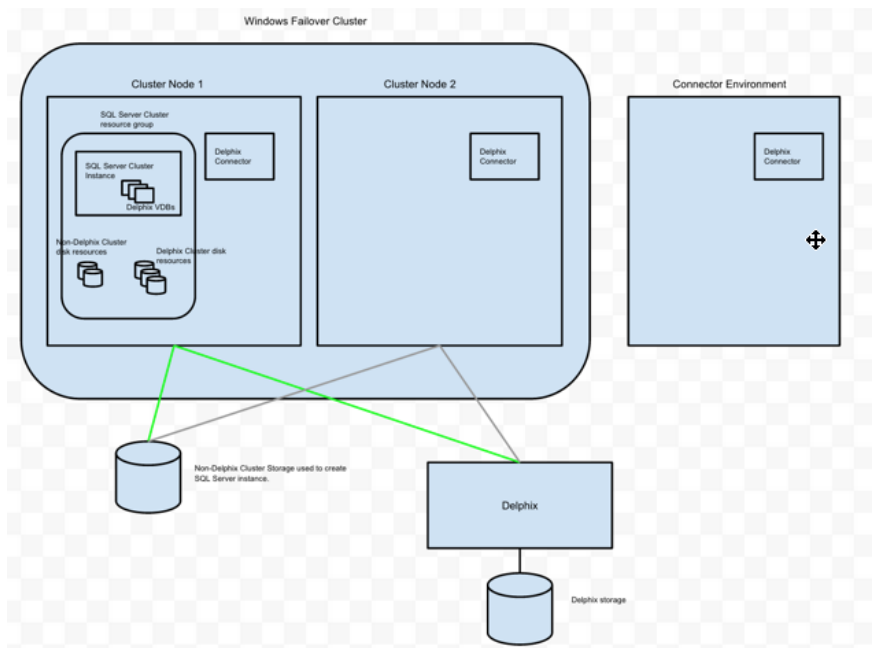 Windows Failover Cluster
Cluster Node 1
Cluster Node 2
Connector Environment
SQL Server Cluster
resource group
SQL Server Cluster
Instance
Delphix VDBs
Delphix
Connector
Delphix
Connector
Delphix
Connector
Non-Delphix Cluster
disk resources
Delphix Cluster disk
resources
Non-Delphix Cluster Storage used to create
SQL Server instance.
Delphix
Delphix storage